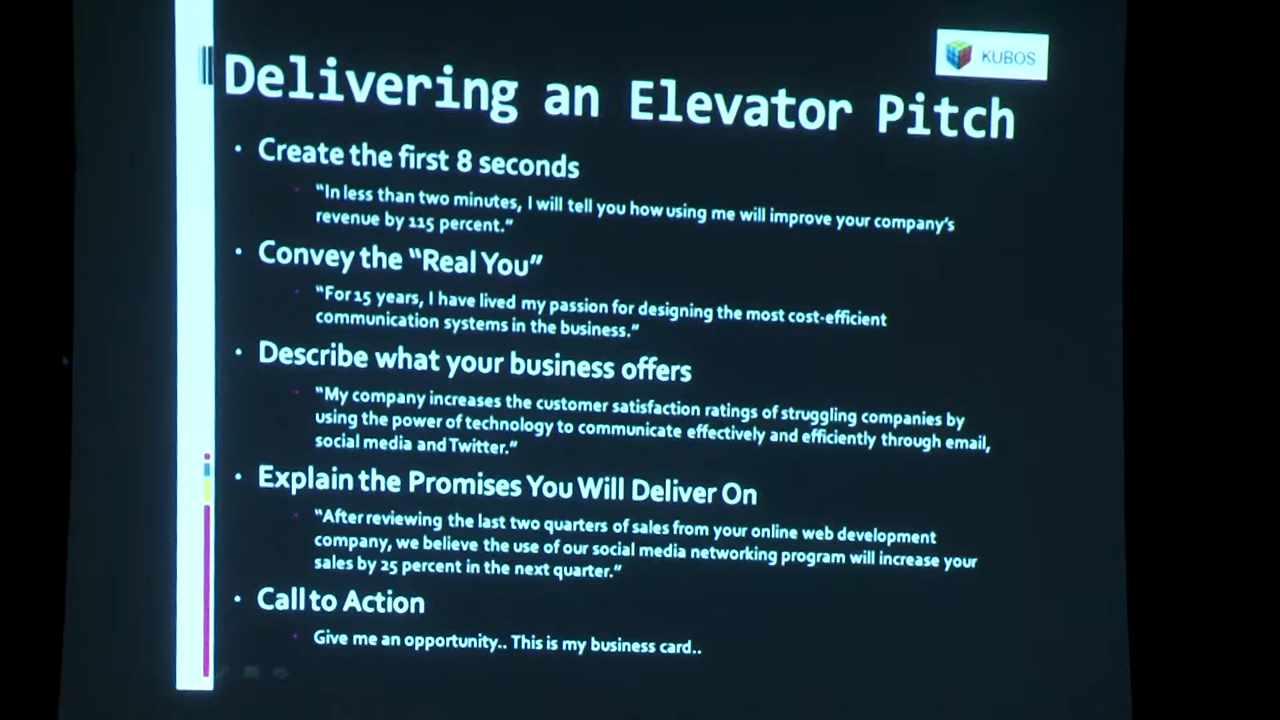 KUBOS
Delivering an Elevator Pitch
• Create the first 8 seconds
"In less than two minutes, I will tell you how using me will improve your company's
revenue by 115 percent."
• Convey the "Real You"
"For 15 years, I have lived my passion for designing the most cost-efficient
communication systems in the business."
• Describe what your business offers
"My company increases the customer satisfaction ratings of struggling companies by
using the power of technology to communicate effectively and efficiently through email,
social media and Twitter."
• Explain the Promises You Will Deliver On
"After reviewing the last two quarters of sales from your online web development
company, we believe the use of our social media networking program will increase your
sales by 25 percent in the next quarter."
• Call to Action
Give me an opportunity.. This is my business card..